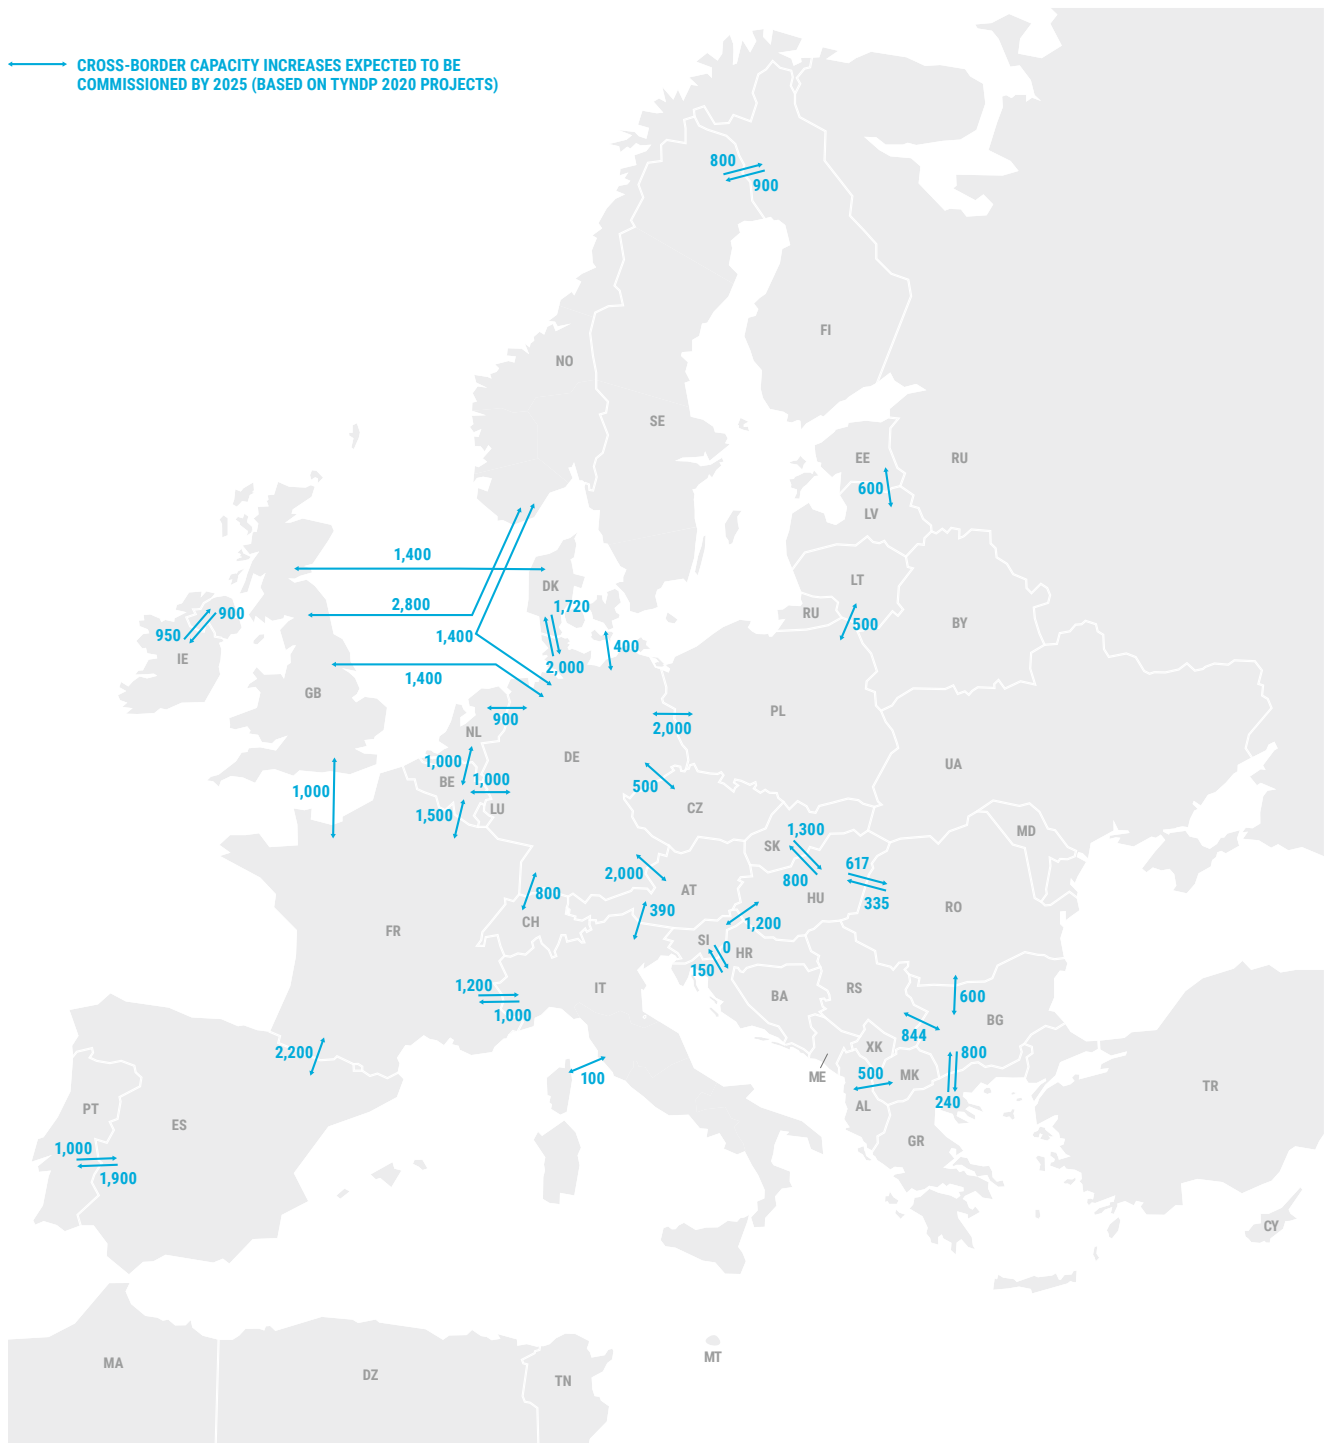 CROSS-BORDER CAPACITY INCREASES EXPECTED TO BE
COMMISSIONED BY 2025 (BASED ON TYNDP 2020 PROJECTS)
800
900
FI
NO
SE
EE
RU
600
LV
1,400
LT
DK
2,800
1,720
RU
900
950
500
BY
1,400
400
IE
2,000
1,400
GB
900
PL
2,000
NL
DE
1,000
UA
BE
1,000
500
1,000
LU
CZ
1,500
1,300
MD
SK
617
2,000
800
AT
800
HU
335
RO
390
CH
1,200
FR
SI
0
HR
150
1,200
IT
BA
RS
600
1,000
BG
844
2,200
XK
800
100
ME
500
MK
TR
240
PT
AL
ES
GR
1,000
1,900
CY
MT
MA
DZ
TN